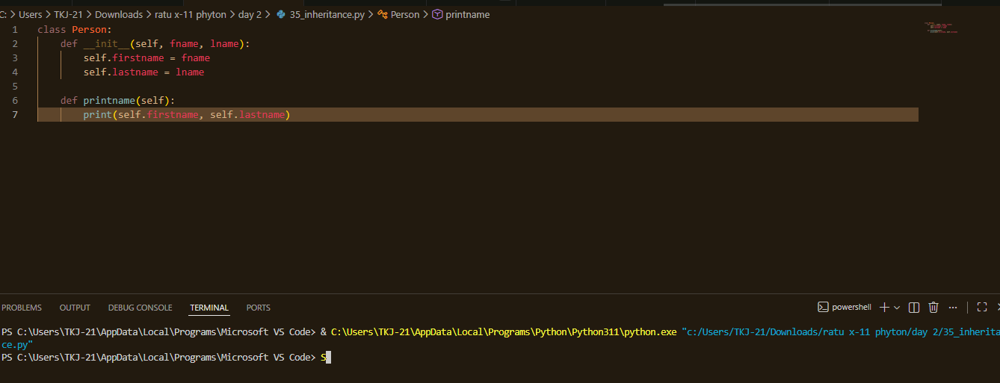 C: > Users > TKJ-21 > Downloads > ratu x-11 phyton > day 2 > 35_inheritance.py > Person > printname
1 class Person:
2     def __init__(self, fname, lname):
3         self.firstname = fname
4         self.lastname = lname
5
6     def printname(self):
7         print(self.firstname, self.lastname)
PROBLEMS OUTPUT DEBUG CONSOLE TERMINAL PORTS powershell
PS C:\Users\TKJ-21\AppData\Local\Programs\Microsoft VS Code> & C:\Users\TKJ-21\AppData\Local\Programs\Python\Python311\python.exe "c:/Users/TKJ-21/Downloads/ratu x-11 phyton/day 2/35_inherita
ce.py"
PS C:\Users\TKJ-21\AppData\Local\Programs\Microsoft VS Code> S